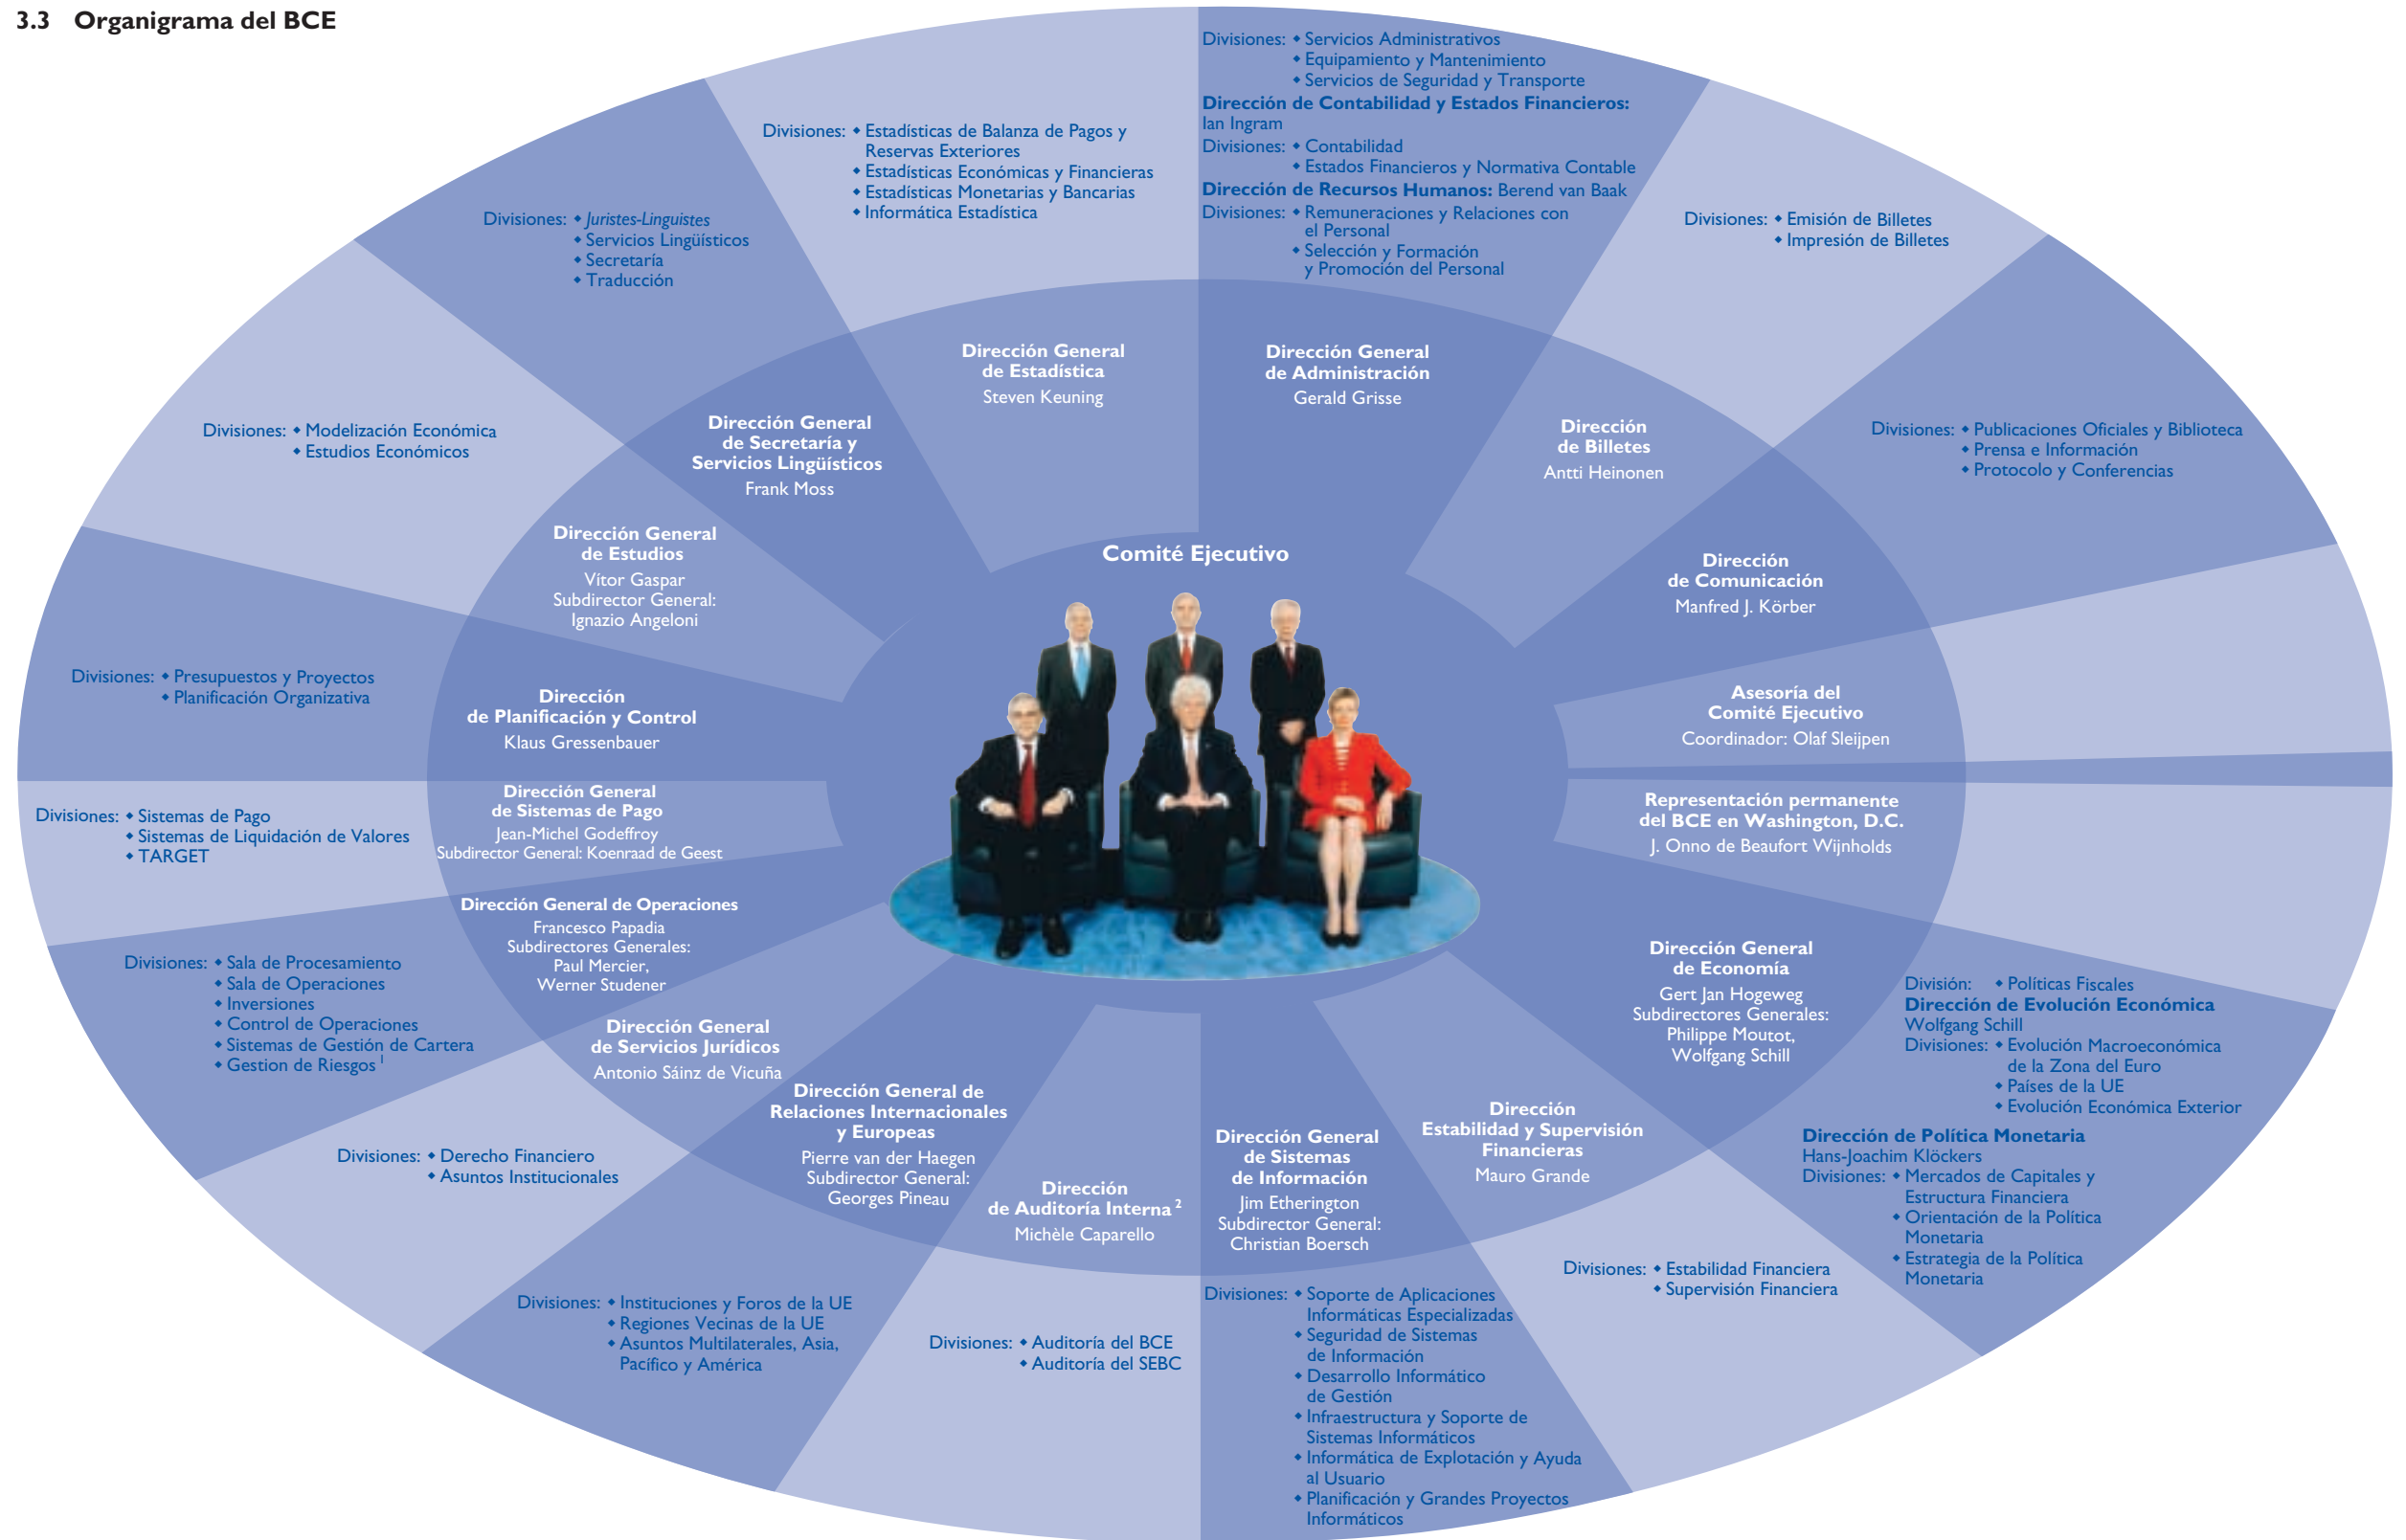 3.3 Organigrama del BCE
Divisiones: ◆ Servicios Administrativos
◆ Equipamiento y Mantenimiento
◆ Servicios de Seguridad y Transporte
Dirección de Contabilidad y Estados Financieros:
Ian Ingram
Divisiones: ◆ Contabilidad
◆ Estados Financieros y Normativa Contable
Dirección de Recursos Humanos: Berend van Baak
Divisiones: ◆ Remuneraciones y Relaciones con
el Personal
◆ Selección y Formación
y Promoción del Personal
Dirección General
de Administración
Gerald Grisse
Divisiones: ◆ Emisión de Billetes
◆ Impresión de Billetes
Dirección
de Billetes
Antti Heinonen
Divisiones: ◆ Publicaciones Oficiales y Biblioteca
◆ Prensa e Información
◆ Protocolo y Conferencias
Dirección
de Comunicación
Manfred J. Körber
Asesoría del
Comité Ejecutivo
Coordinador: Olaf Sleijpen
Representación permanente
del BCE en Washington, D.C.
J. Onno de Beaufort Wijnholds
Dirección General
de Economía
Gert Jan Hogeweg
Subdirectores Generales:
Philippe Moutot,
Wolfgang Schill
División: ◆ Políticas Fiscales
Dirección de Evolución Económica
Wolfgang Schill
Divisiones: ◆ Evolución Macroeconómica
de la Zona del Euro
◆ Países de la UE
◆ Evolución Económica Exterior
Dirección de Política Monetaria
Hans-Joachim Klöckers
Divisiones: ◆ Mercados de Capitales y
Estructura Financiera
◆ Orientación de la Política
Monetaria
◆ Estrategia de la Política
Monetaria
Dirección
Estabilidad y Supervisión
Financieras
Mauro Grande
Divisiones: ◆ Estabilidad Financiera
◆ Supervisión Financiera
Dirección General
de Sistemas
de Información
Jim Etherington
Subdirector General:
Christian Boersch
Divisiones: ◆ Soporte de Aplicaciones
Informáticas Especializadas
◆ Seguridad de Sistemas
de Información
◆ Desarrollo Informático
de Gestión
◆ Infraestructura y Soporte de
Sistemas Informáticos
◆ Informática de Explotación y Ayuda
al Usuario
◆ Planificación y Grandes Proyectos
Informáticos
Dirección
de Auditoría Interna 2
Michèle Caparello
Divisiones: ◆ Auditoría del BCE
◆ Auditoría del SEBC
Dirección General de
Relaciones Internacionales
y Europeas
Pierre van der Haegen
Subdirector General:
Georges Pineau
Divisiones: ◆ Instituciones y Foros de la UE
◆ Regiones Vecinas de la UE
◆ Asuntos Multilaterales, Asia,
Pacífico y América
Dirección General
de Servicios Jurídicos
Antonio Sáinz de Vicuña
Divisiones: ◆ Derecho Financiero
◆ Asuntos Institucionales
Dirección General de Operaciones
Francesco Papadia
Subdirectores Generales:
Paul Mercier,
Werner Studener
Divisiones: ◆ Sala de Procesamiento
◆ Sala de Operaciones
◆ Inversiones
◆ Control de Operaciones
◆ Sistemas de Gestión de Cartera
◆ Gestion de Riesgos 1
Dirección General
de Sistemas de Pago
Jean-Michel Godeffroy
Subdirector General: Koenraad de Geest
Divisiones: ◆ Sistemas de Pago
◆ Sistemas de Liquidación de Valores
◆ TARGET
Dirección
de Planificación y Control
Klaus Gressenbauer
Divisiones: ◆ Presupuestos y Proyectos
◆ Planificación Organizativa
Dirección General
de Estudios
Vítor Gaspar
Subdirector General:
Ignazio Angeloni
Divisiones: ◆ Modelización Económica
◆ Estudios Económicos
Dirección General
de Secretaría y
Servicios Lingüísticos
Frank Moss
Divisiones: ◆ Juristes-Linguistes
◆ Servicios Lingüísticos
◆ Secretaría
◆ Traducción
Dirección General
de Estadística
Steven Keuning
Divisiones: ◆ Estadísticas de Balanza de Pagos y
Reservas Exteriores
◆ Estadísticas Económicas y Financieras
◆ Estadísticas Monetarias y Bancarias
◆ Informática Estadística
Comité Ejecutivo